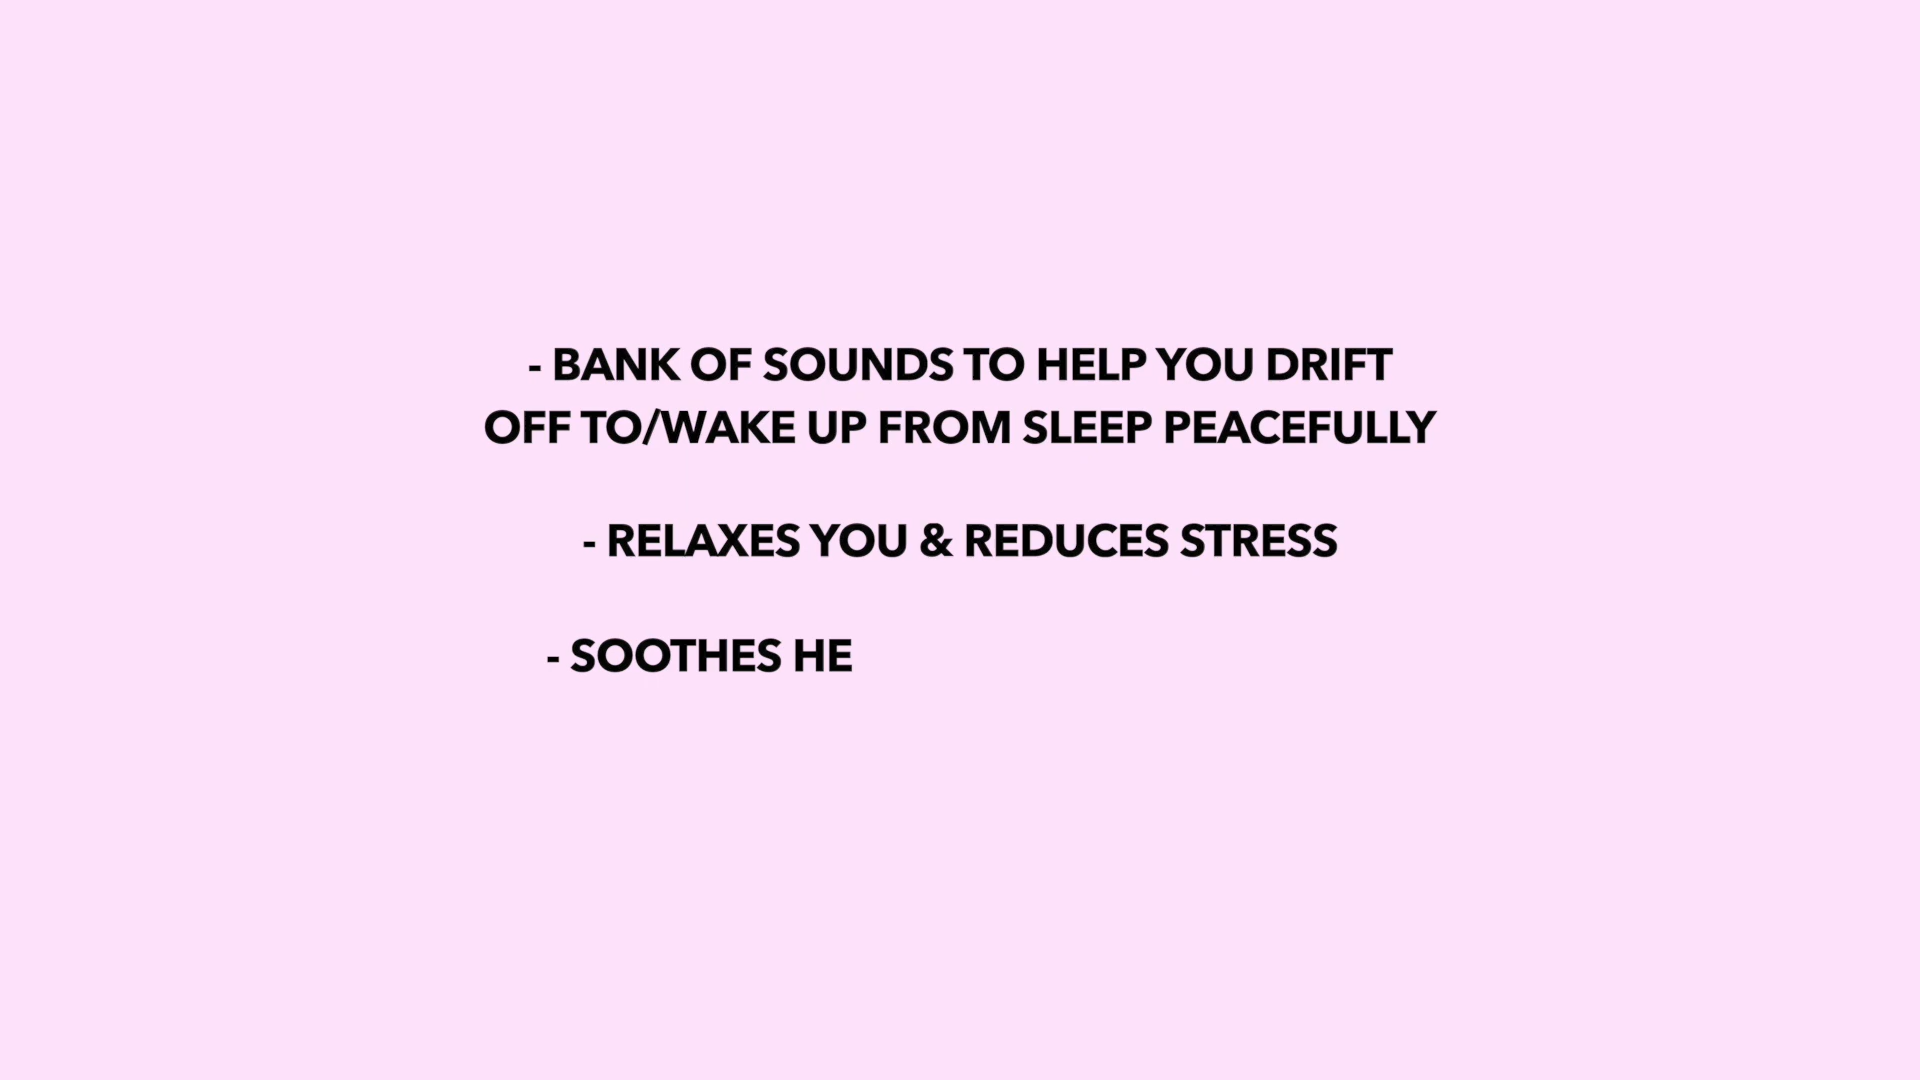 - BANK OF SOUNDS TO HELP YOU DRIFT
OFF TO/WAKE UP FROM SLEEP PEACEFULLY
- RELAXES YOU & REDUCES STRESS
- SOOTHES HE